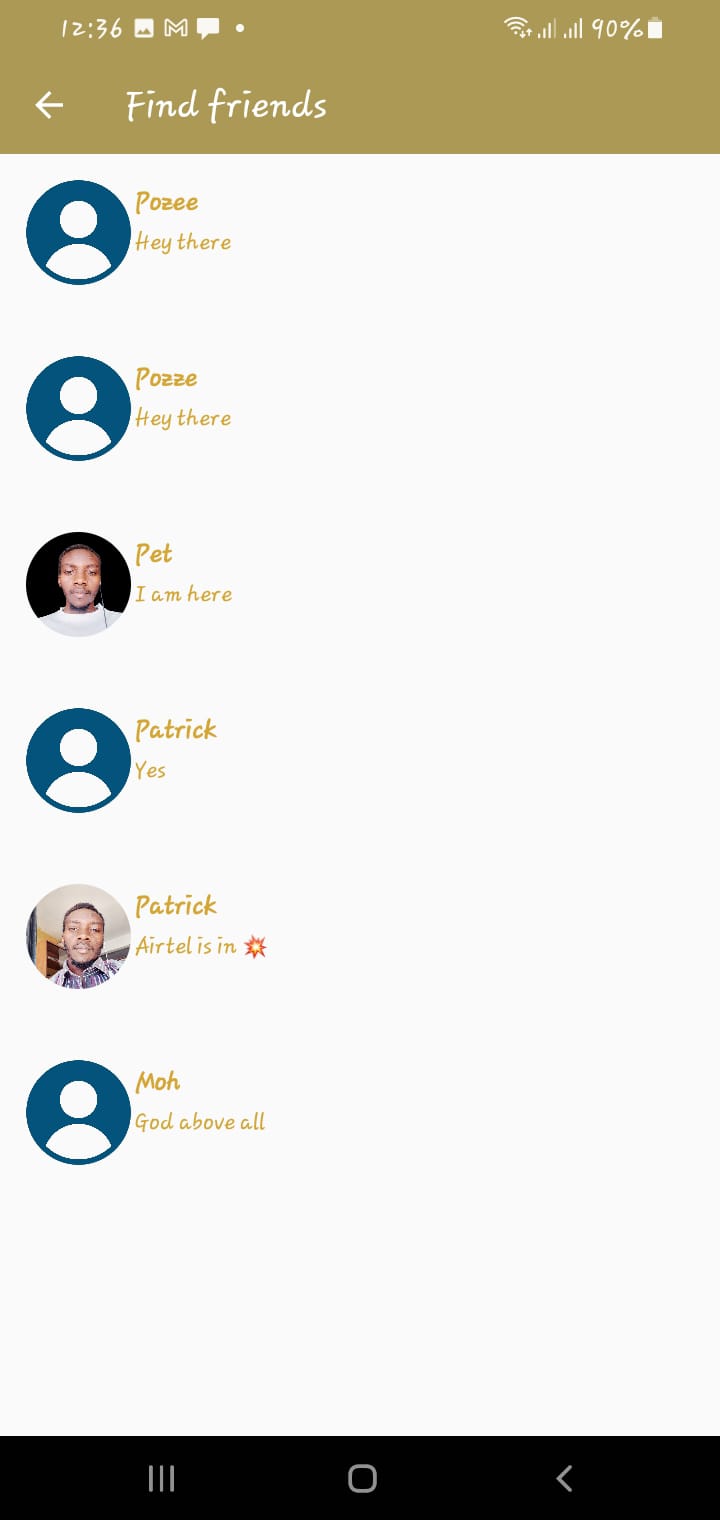 12:36
90%
Find friends
Pozee
Hey there
Pozze
Hey there
Pet
I am here
Patrick
Yes
Patrick
Airtel is in 💥
Moh
God above all